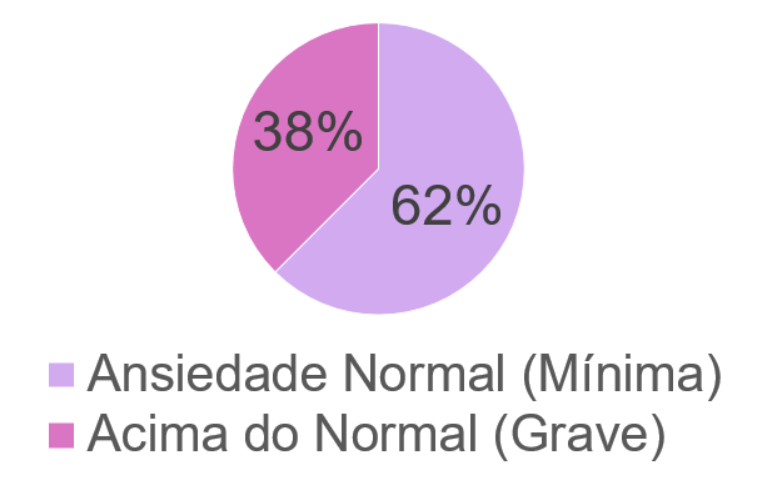 38%
62%
Ansiedade Normal (Mínima)
Acima do Normal (Grave)